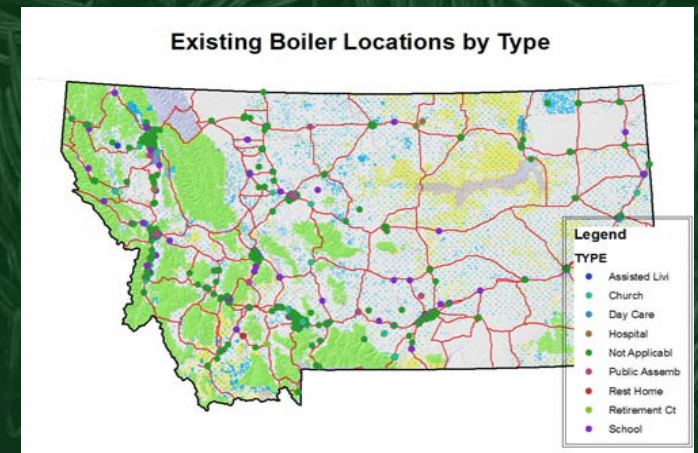 Existing Boiler Locations by Type
Legend
TYPE
Assisted Livi
Church
Day Care
Hospital
Not Applicabl
Public Assemb
Rest Home
Retirement Ct
School